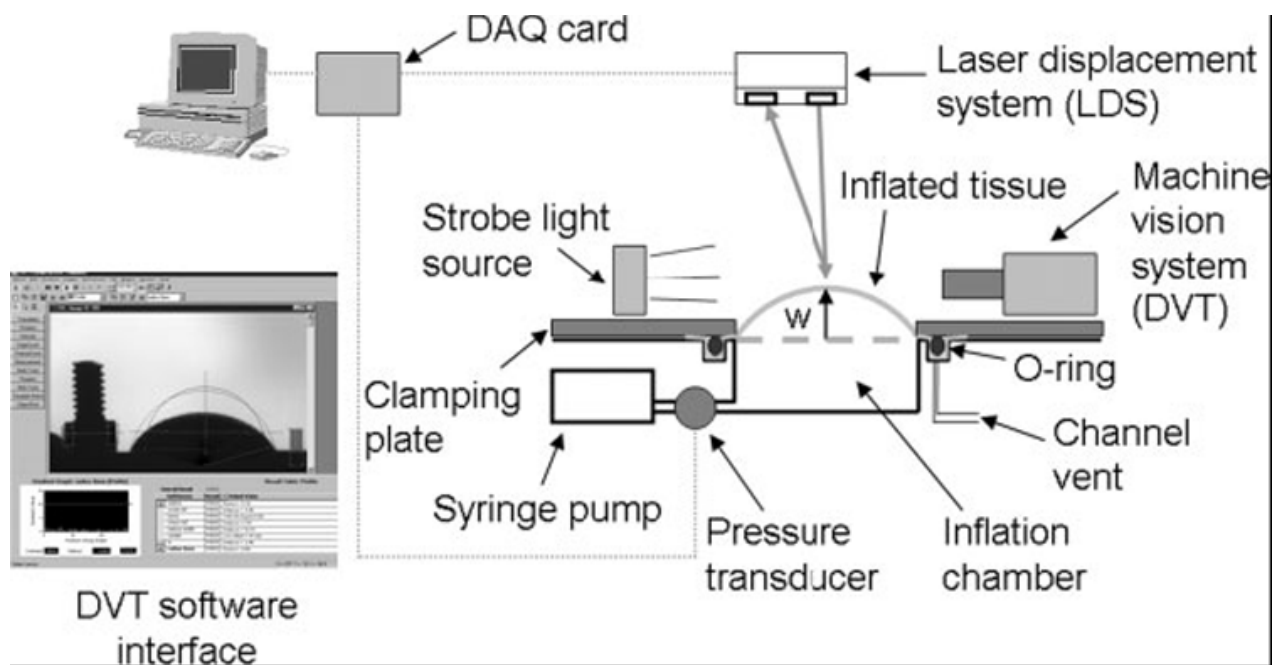 DAQ card
Laser displacement
system (LDS)
Inflated tissue
Machine
vision
system
(DVT)
Strobe light
source
w
O-ring
Clamping
plate
Channel
vent
Syringe pump
Pressure
transducer
Inflation
chamber
DVT software
interface